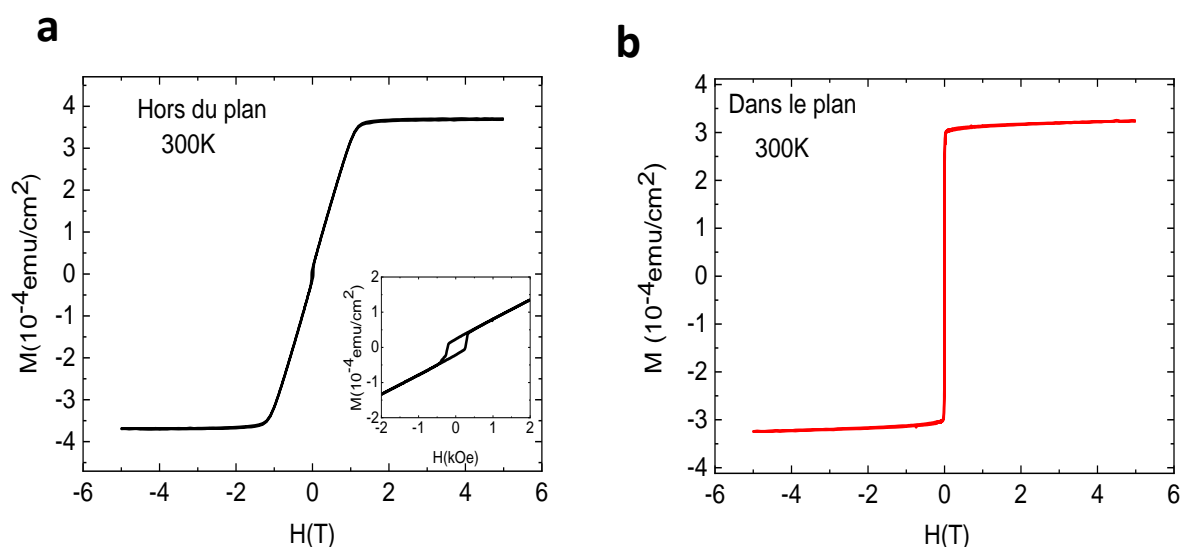 a
Hors du plan
300K
M(10⁻⁴emu/cm²)
4
3
2
1
0
-1
-2
-3
-4
-6 -4 -2 0 2 4 6
H(T)
M(10⁻⁴emu/cm²)
2
1
0
-1
-2
-2 -1 0 1 2
H(kOe)
b
Dans le plan
300K
M (10⁻⁴emu/cm²)
4
3
2
1
0
-1
-2
-3
-4
-6 -4 -2 0 2 4 6
H(T)